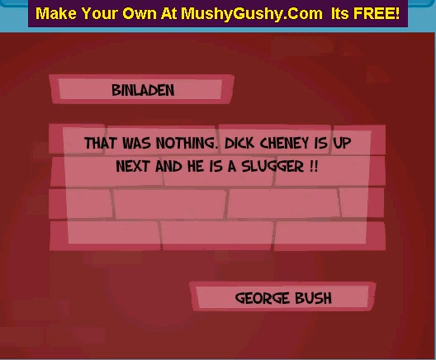 Make Your Own At MushyGushy.Com Its FREE!
BINLADEN
THAT WAS NOTHING. DICK CHENEY IS UP
NEXT AND HE IS A SLUGGER !!
GEORGE BUSH